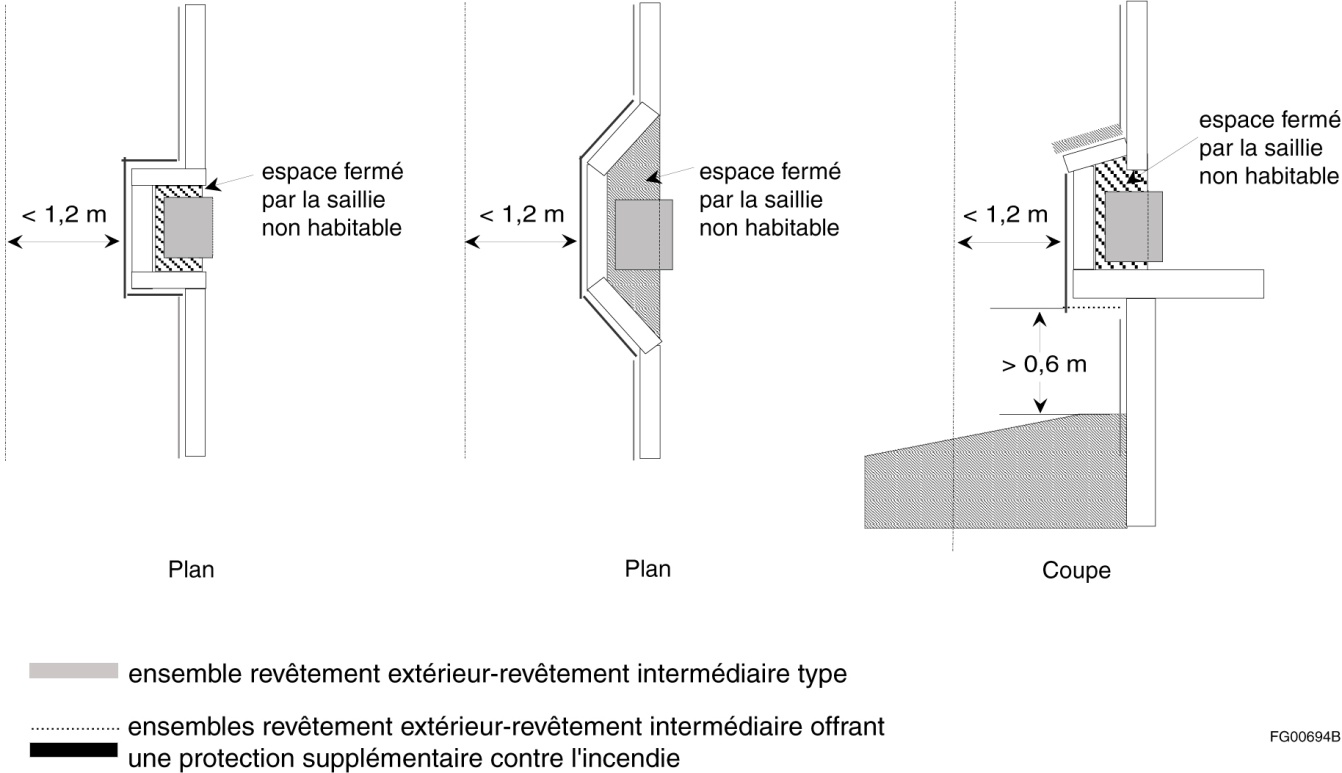 espace fermé
par la saillie
non habitable
< 1,2 m
espace fermé
par la saillie
non habitable
< 1,2 m
espace fermé
par la saillie
non habitable
< 1,2 m
> 0,6 m
Plan
Plan
Coupe
ensemble revêtement extérieur-revêtement intermédiaire type
ensembles revêtement extérieur-revêtement intermédiaire offrant
une protection supplémentaire contre l'incendie
FG00694B